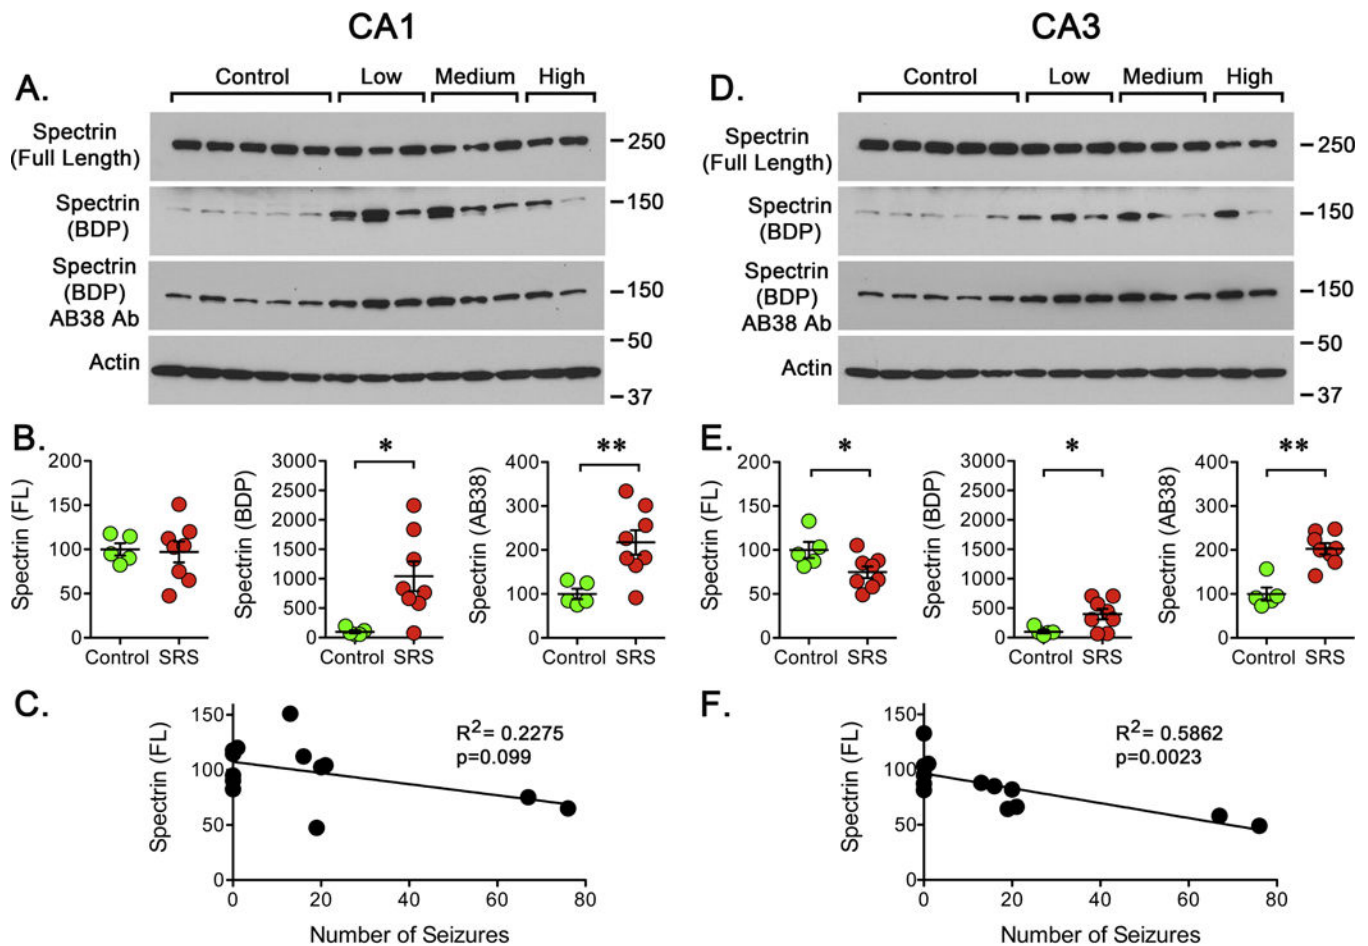 CA1
CA3
A.
Control Low Medium High
Spectrin
(Full Length)
250
Spectrin
(BDP)
150
Spectrin
(BDP)
AB38 Ab
150
50
Actin
37
D.
Control Low Medium High
Spectrin
(Full Length)
250
Spectrin
(BDP)
150
Spectrin
(BDP)
AB38 Ab
150
50
Actin
37
B.
Spectrin (FL)
200
150
100
50
0
Control SRS
Spectrin (BDP)
3000
2500
2000
1500
1000
500
0
*
Control SRS
Spectrin (AB38)
400
300
200
100
0
**
Control SRS
E.
Spectrin (FL)
200
150
100
50
0
*
Control SRS
Spectrin (BDP)
3000
2500
2000
1500
1000
500
0
*
Control SRS
Spectrin (AB38)
400
300
200
100
0
**
Control SRS
C.
Spectrin (FL)
150
100
50
0
R2= 0.2275
p=0.099
0 20 40 60 80
Number of Seizures
F.
Spectrin (FL)
150
100
50
0
R2= 0.5862
p=0.0023
0 20 40 60 80
Number of Seizures